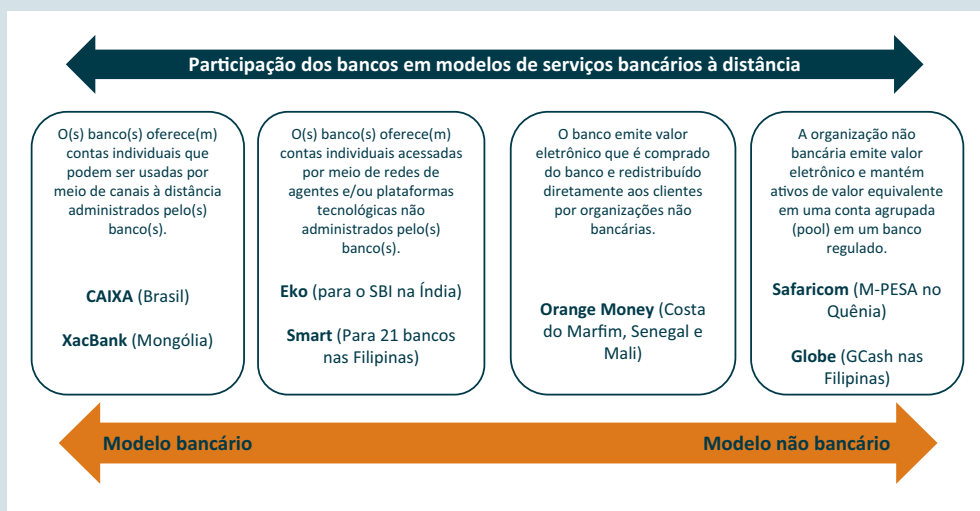 Participação dos bancos em modelos de serviços bancários à distância
O(s) banco(s) oferece(m)
contas individuais que
podem ser usadas por
meio de canais à distância
administrados pelo(s)
banco(s).
CAIXA (Brasil)
XacBank (Mongólia)
O(s) banco(s) oferece(m)
contas individuais acessadas
por meio de redes de
agentes e/ou plataformas
tecnológicas não
administrados pelo(s)
banco(s).
Eko (para o SBI na Índia)
Smart (Para 21 bancos
nas Filipinas)
O banco emite valor
eletrônico que é comprado
do banco e redistribuído
diretamente aos clientes
por organizações não
bancárias.
Orange Money (Costa
do Marfim, Senegal e
Mali)
A organização não
bancária emite valor
eletrônico e mantém
ativos de valor equivalente
em uma conta agrupada
(pool) em um banco
regulado.
Safaricom (M-PESA no
Quênia)
Globe (GCash nas
Filipinas)
Modelo bancário
Modelo não bancário